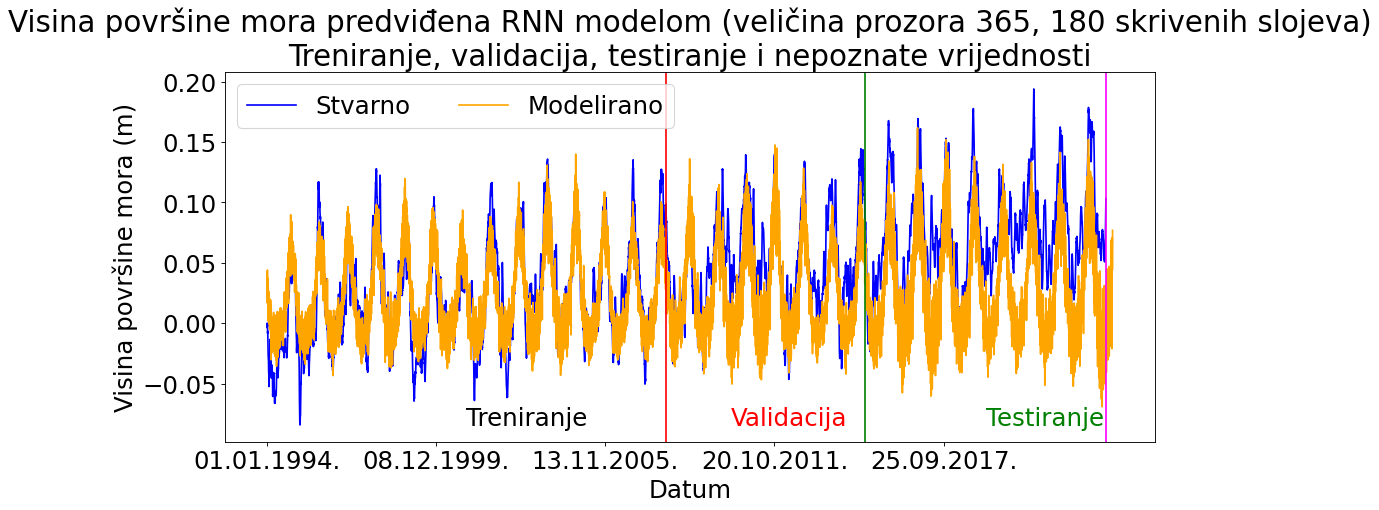 Visina površine mora predviđena RNN modelom (veličina prozora 365, 180 skrivenih slojeva)
Treniranje, validacija, testiranje i nepoznate vrijednosti
Stvarno Modelirano
Visina površine mora (m)
0.20
0.15
0.10
0.05
0.00
−0.05
Treniranje Validacija Testiranje
01.01.1994. 08.12.1999. 13.11.2005. 20.10.2011. 25.09.2017.
Datum